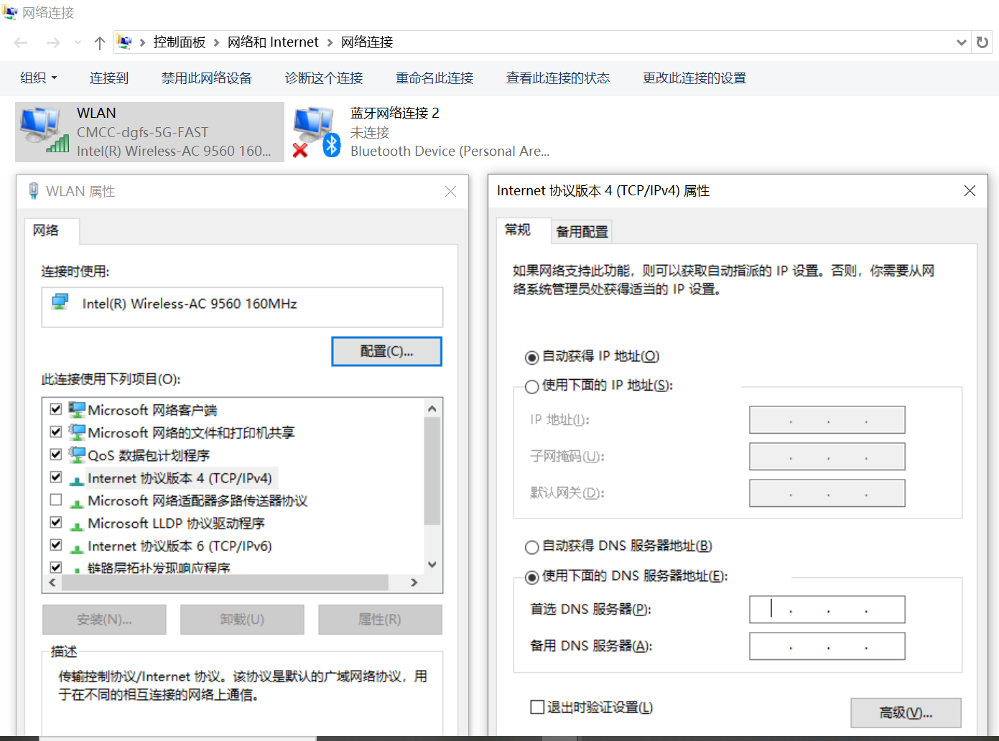 网络连接
控制面板 > 网络和 Internet > 网络连接
组织 连接到 禁用此网络设备 诊断这个连接 重命名此连接 查看此连接的状态 更改此连接的设置
WLAN
CMCC-dgfs-5G-FAST
Intel(R) Wireless-AC 9560 160...
蓝牙网络连接 2
未连接
Bluetooth Device (Personal Are...
WLAN 属性
网络
连接时使用:
Intel(R) Wireless-AC 9560 160MHz
配置(C)...
此连接使用下列项目(O):
Microsoft 网络客户端
Microsoft 网络的文件和打印机共享
QoS 数据包计划程序
Internet 协议版本 4 (TCP/IPv4)
Microsoft 网络适配器多路传送器协议
Microsoft LLDP 协议驱动程序
Internet 协议版本 6 (TCP/IPv6)
链路层拓扑发现响应程序
安装(N)... 卸载(U) 属性(R)
描述
传输控制协议/Internet 协议。该协议是默认的广域网络协议，用
于在不同的相互连接的网络上通信。
Internet 协议版本 4 (TCP/IPv4) 属性
常规 备用配置
如果网络支持此功能，则可以获取自动指派的 IP 设置。否则，你需要从网
络系统管理员处获得适当的 IP 设置。
自动获得 IP 地址(O)
使用下面的 IP 地址(S):
IP 地址(I):
子网掩码(U):
默认网关(D):
自动获得 DNS 服务器地址(B)
使用下面的 DNS 服务器地址(E):
首选 DNS 服务器(P):
备用 DNS 服务器(A):
退出时验证设置(L)
高级(V)...